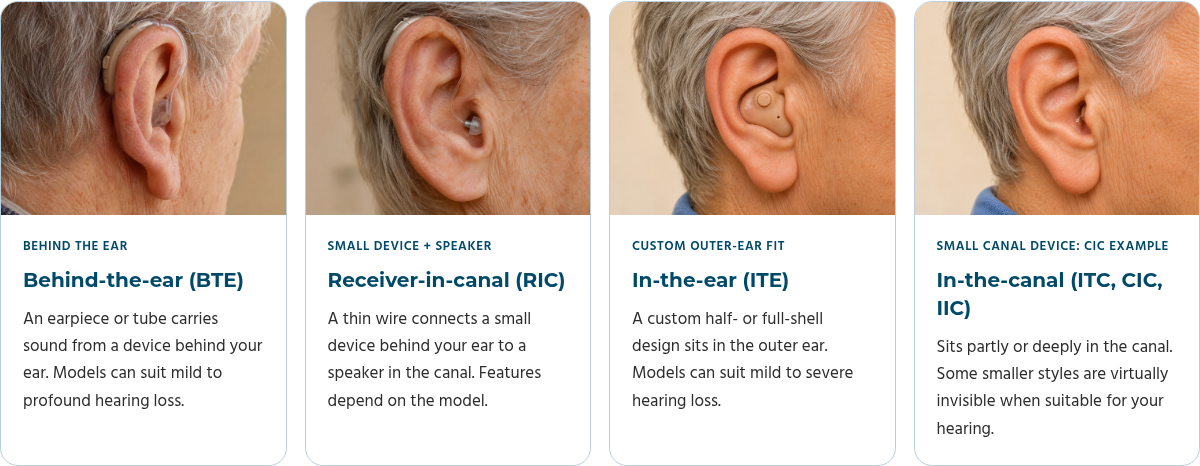 BEHIND THE EAR
Behind-the-ear (BTE)
An earpiece or tube carries
sound from a device behind your
ear. Models can suit mild to
profound hearing loss.
SMALL DEVICE + SPEAKER
Receiver-in-canal (RIC)
A thin wire connects a small
device behind your ear to a
speaker in the canal. Features
depend on the model.
CUSTOM OUTER-EAR FIT
In-the-ear (ITE)
A custom half- or full-shell
design sits in the outer ear.
Models can suit mild to severe
hearing loss.
SMALL CANAL DEVICE: CIC EXAMPLE
In-the-canal (ITC, CIC,
IIC)
Sits partly or deeply in the canal.
Some smaller styles are virtually
invisible when suitable for your
hearing.